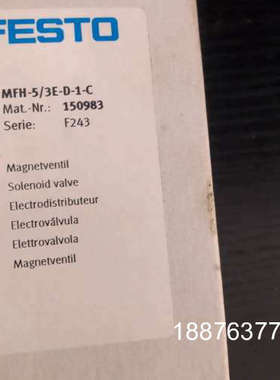 FESTO
MFH-5/3E-D-1-C
Mat.-Nr.: 150983
Serie: F243
Magnetventil
Solenoid valve
Electrodistributeur
Electroválvula
Elettrovalvola
Magnetventil
18876377